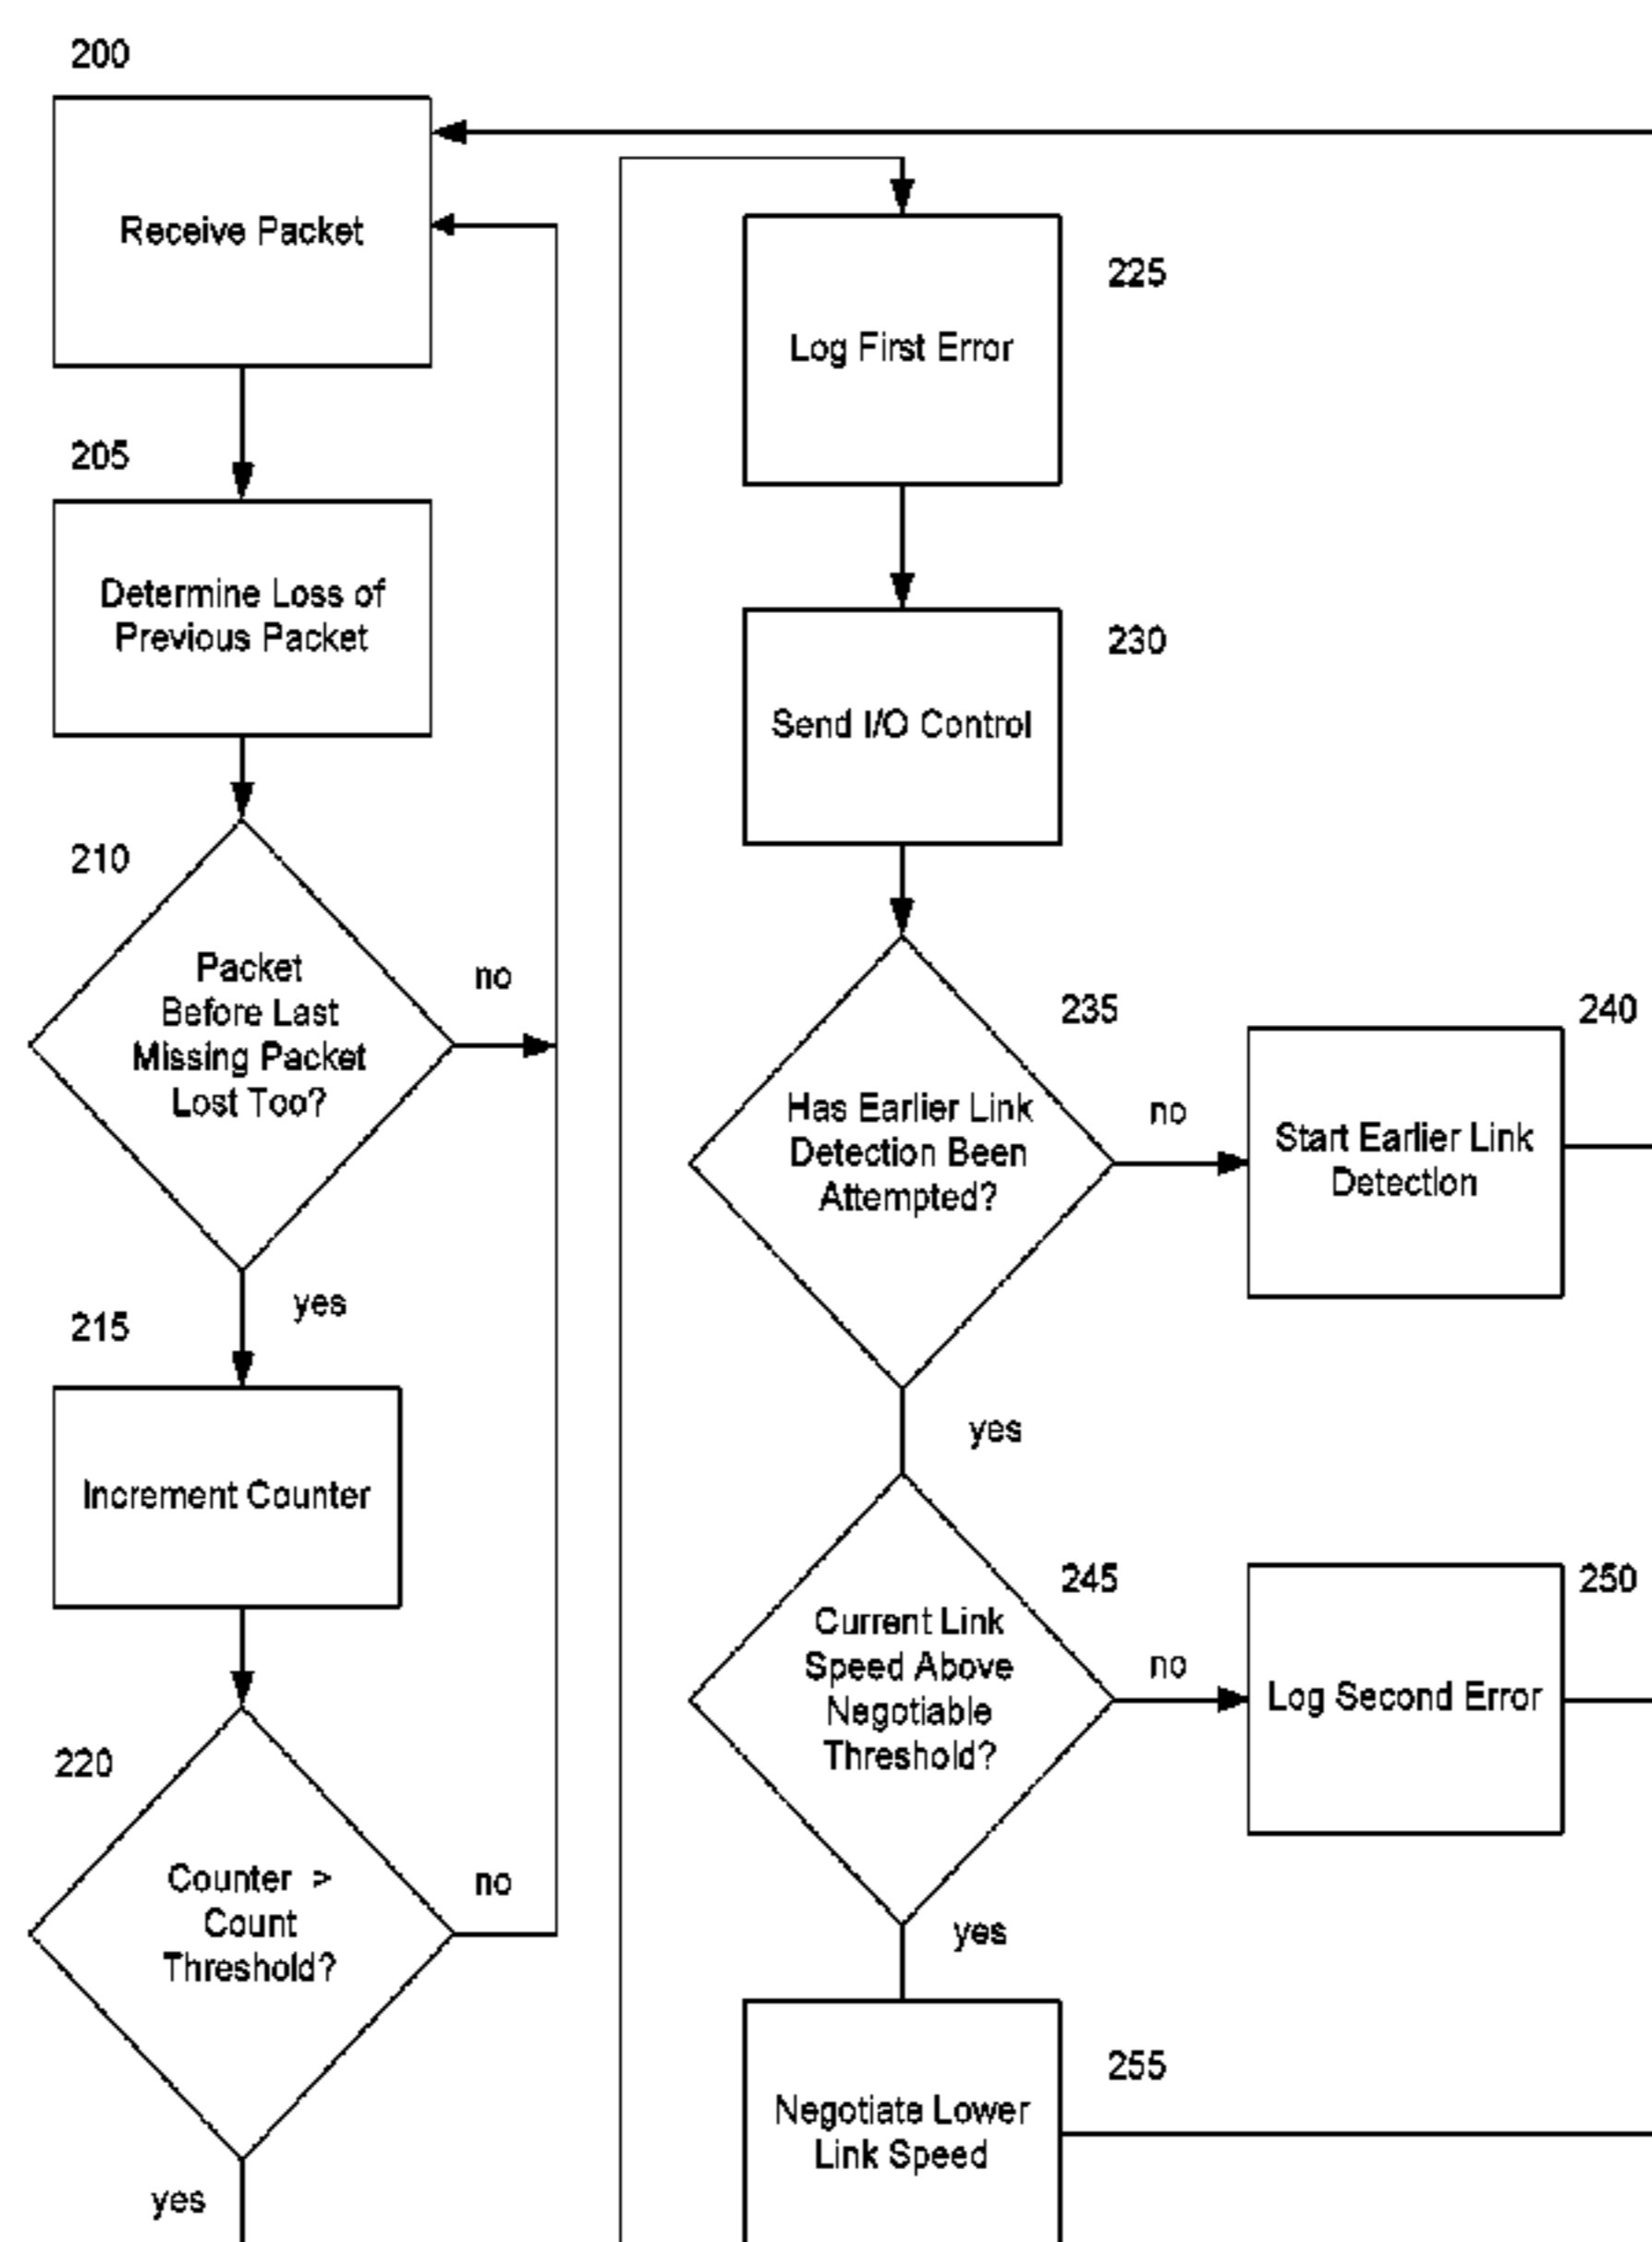 200
Receive Packet
205
Determine Loss of
Previous Packet
210
Packet
Before Last
Missing Packet
Lost Too?
no
yes
215
Increment Counter
220
Counter >
Count
Threshold?
no
yes
225
Log First Error
230
Send I/O Control
235
Has Earlier Link
Detection Been
Attempted?
no
240
Start Earlier Link
Detection
yes
245
Current Link
Speed Above
Negotiable
Threshold?
no
250
Log Second Error
yes
255
Negotiate Lower
Link Speed